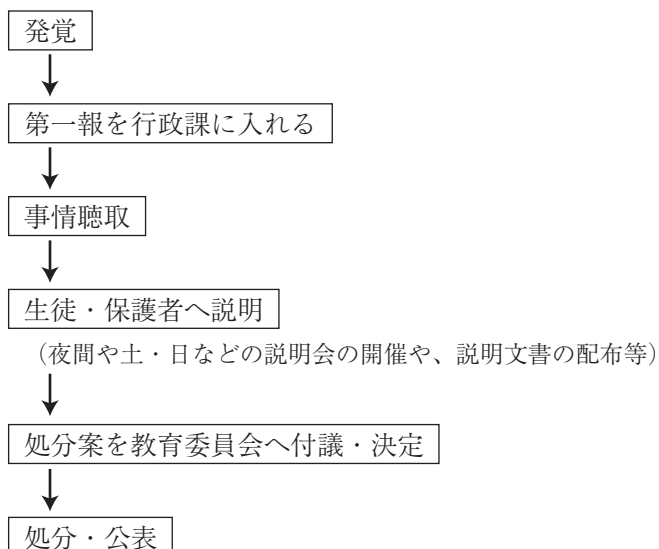 発覚
第一報を行政課に入れる
事情聴取
生徒・保護者へ説明
（夜間や土・日などの説明会の開催や、説明文書の配布等）
処分案を教育委員会へ付議・決定
処分・公表